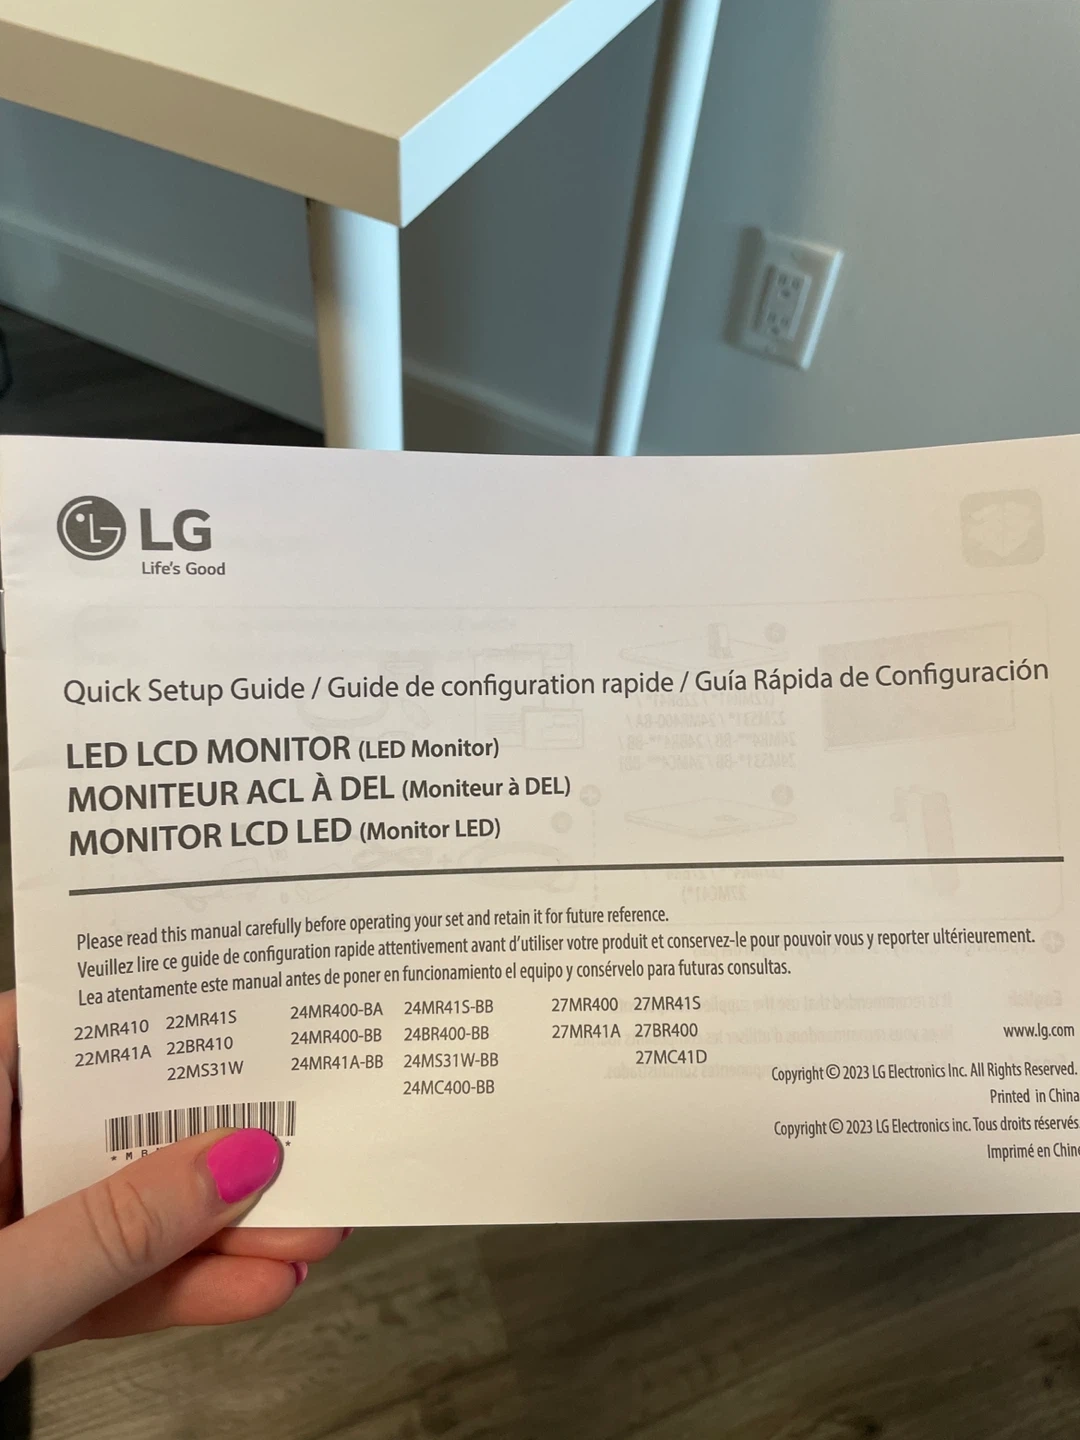 LG
Life's Good
Quick Setup Guide / Guide de configuration rapide / Guía Rápida de Configuración
LED LCD MONITOR (LED Monitor)
MONITEUR ACL À DEL (Moniteur à DEL)
MONITOR LCD LED (Monitor LED)
Please read this manual carefully before operating your set and retain it for future reference.
Veuillez lire ce guide de configuration rapide attentivement avant d'utiliser votre produit et conservez-le pour pouvoir vous y reporter ultérieurement.
Lea atentamente este manual antes de poner en funcionamiento el equipo y consérvelo para futuras consultas.
22MR410 22MR41S 24MR400-BA 24MR41S-BB 27MR400 27MR41S
22MR41A 22BR410 24MR400-BB 24BR400-BB 27MR41A 27BR400
22MS31W 24MR41A-BB 24MS31W-BB 27MC41D
24MC400-BB
www.lg.com
Copyright © 2023 LG Electronics Inc. All Rights Reserved.
Printed in China
Copyright © 2023 LG Electronics inc. Tous droits réservés.
Imprimé en Chine
* M B *